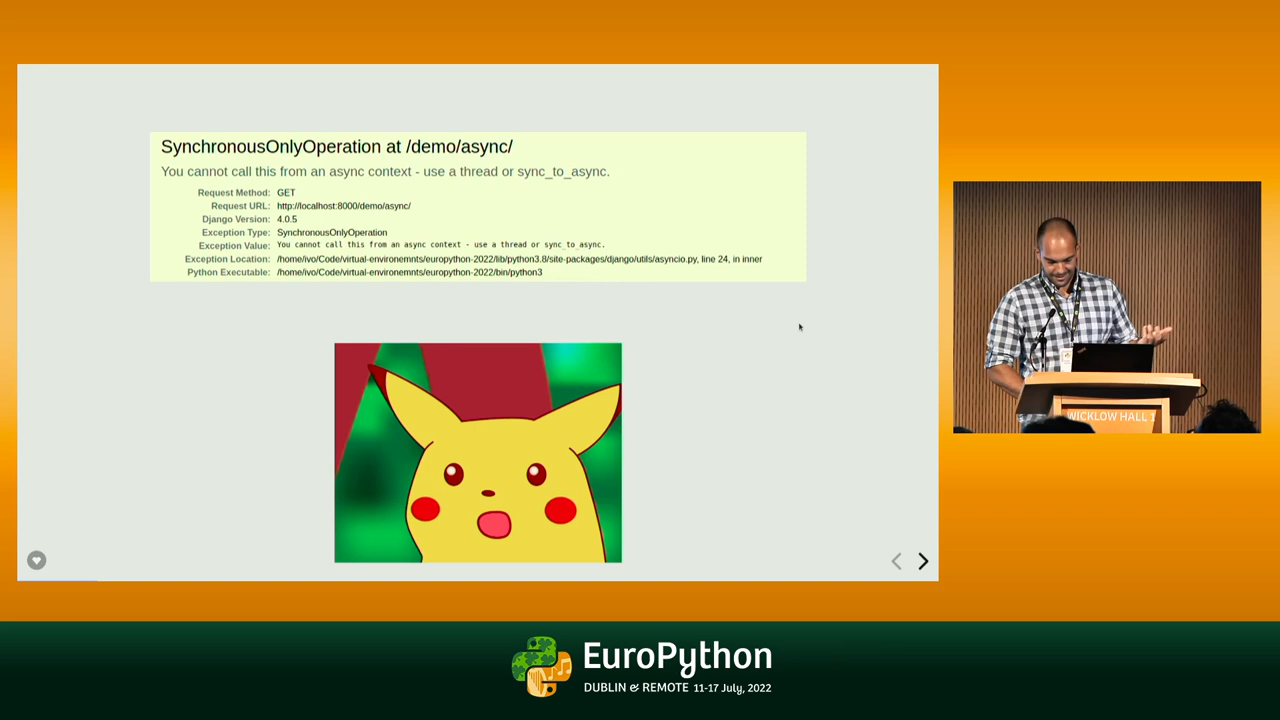 SynchronousOnlyOperation at /demo/async/
You cannot call this from an async context - use a thread or sync_to_async.
Request Method: GET
Request URL: http://localhost:8000/demo/async/
Django Version: 4.0.5
Exception Type: SynchronousOnlyOperation
Exception Value: You cannot call this from an async context - use a thread or sync_to_async.
Exception Location: /home/ivo/Code/virtual-environemnts/europython-2022/lib/python3.8/site-packages/django/utils/asyncio.py, line 24, in inner
Python Executable: /home/ivo/Code/virtual-environemnts/europython-2022/bin/python3
WICKLOW HALL 1
EuroPython
DUBLIN & REMOTE 11-17 July, 2022